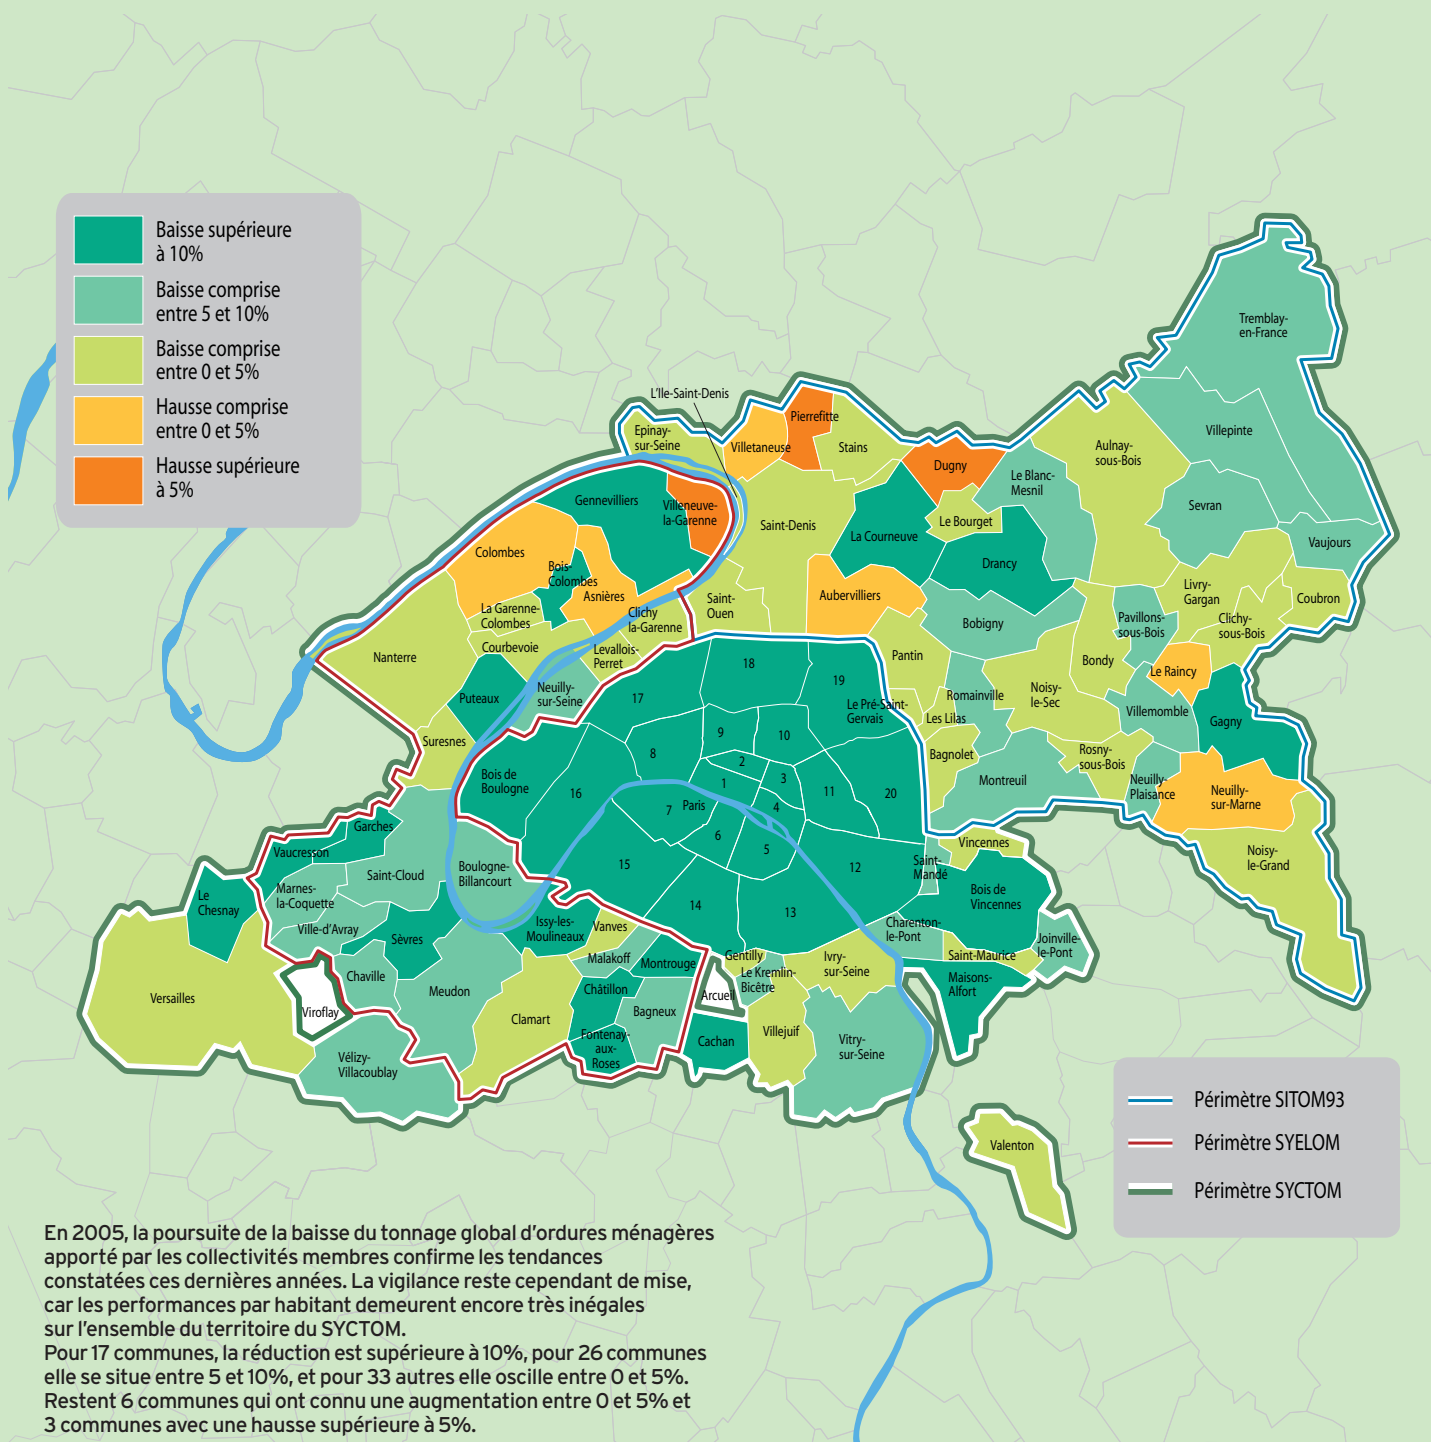 Baisse supérieure
à 10%
Baisse comprise
entre 5 et 10%
Baisse comprise
entre 0 et 5%
Hausse comprise
entre 0 et 5%
Hausse supérieure
à 5%
Tremblay-
en-France
L'Ile-Saint-Denis
Epinay-
sur-Seine
Villetaneuse
Pierrefitte
Stains
Dugny
Aulnay-
sous-Bois
Villepinte
Le Blanc-
Mesnil
Sevran
Vaujours
Gennevilliers
Villeneuve-
la-Garenne
Saint-Denis
La Courneuve
Le Bourget
Drancy
Colombes
Bois-
Colombes
Asnières
La Garenne-
Colombes
Clichy
la-Garenne
Saint-
Ouen
Aubervilliers
Bobigny
Pavillons-
sous-Bois
Livry-
Gargan
Clichy-
sous-Bois
Coubron
Nanterre
Courbevoie
Levallois-
Perret
Pantin
Bondy
Le Raincy
Puteaux
Neuilly-
sur-Seine
17
18
19
Le Pré-Saint-
Gervais
Les Lilas
Romainville
Noisy-
le-Sec
Villemomble
Gagny
Suresnes
8
9
10
2
Bagnolet
Rosny-
sous-Bois
Bois de
Boulogne
16
1
3
11
20
Montreuil
Neuilly-
Plaisance
Neuilly-
sur-Marne
7
Paris
4
6
5
Garches
Vaucresson
Saint-Cloud
Boulogne-
Billancourt
15
12
Saint-
Mandé
Vincennes
Noisy-
le-Grand
Le
Chesnay
Marnes-
la-Coquette
14
13
Bois de
Vincennes
Ville-d'Avray
Sèvres
Issy-les-
Moulineaux
Vanves
Charenton-
le-Pont
Joinville-
le-Pont
Saint-Maurice
Malakoff
Montrouge
Gentilly
Le Kremlin-
Bicêtre
Ivry-
sur-Seine
Maisons-
Alfort
Versailles
Viroflay
Chaville
Meudon
Châtillon
Arcueil
Clamart
Bagneux
Fontenay-
aux-
Roses
Cachan
Villejuif
Vitry-
sur-Seine
Vélizy-
Villacoublay
Valenton
Périmètre SITOM93
Périmètre SYELOM
Périmètre SYCTOM
En 2005, la poursuite de la baisse du tonnage global d'ordures ménagères
apporté par les collectivités membres confirme les tendances
constatées ces dernières années. La vigilance reste cependant de mise,
car les performances par habitant demeurent encore très inégales
sur l'ensemble du territoire du SYCTOM.
Pour 17 communes, la réduction est supérieure à 10%, pour 26 communes
elle se situe entre 5 et 10%, et pour 33 autres elle oscille entre 0 et 5%.
Restent 6 communes qui ont connu une augmentation entre 0 et 5% et
3 communes avec une hausse supérieure à 5%.